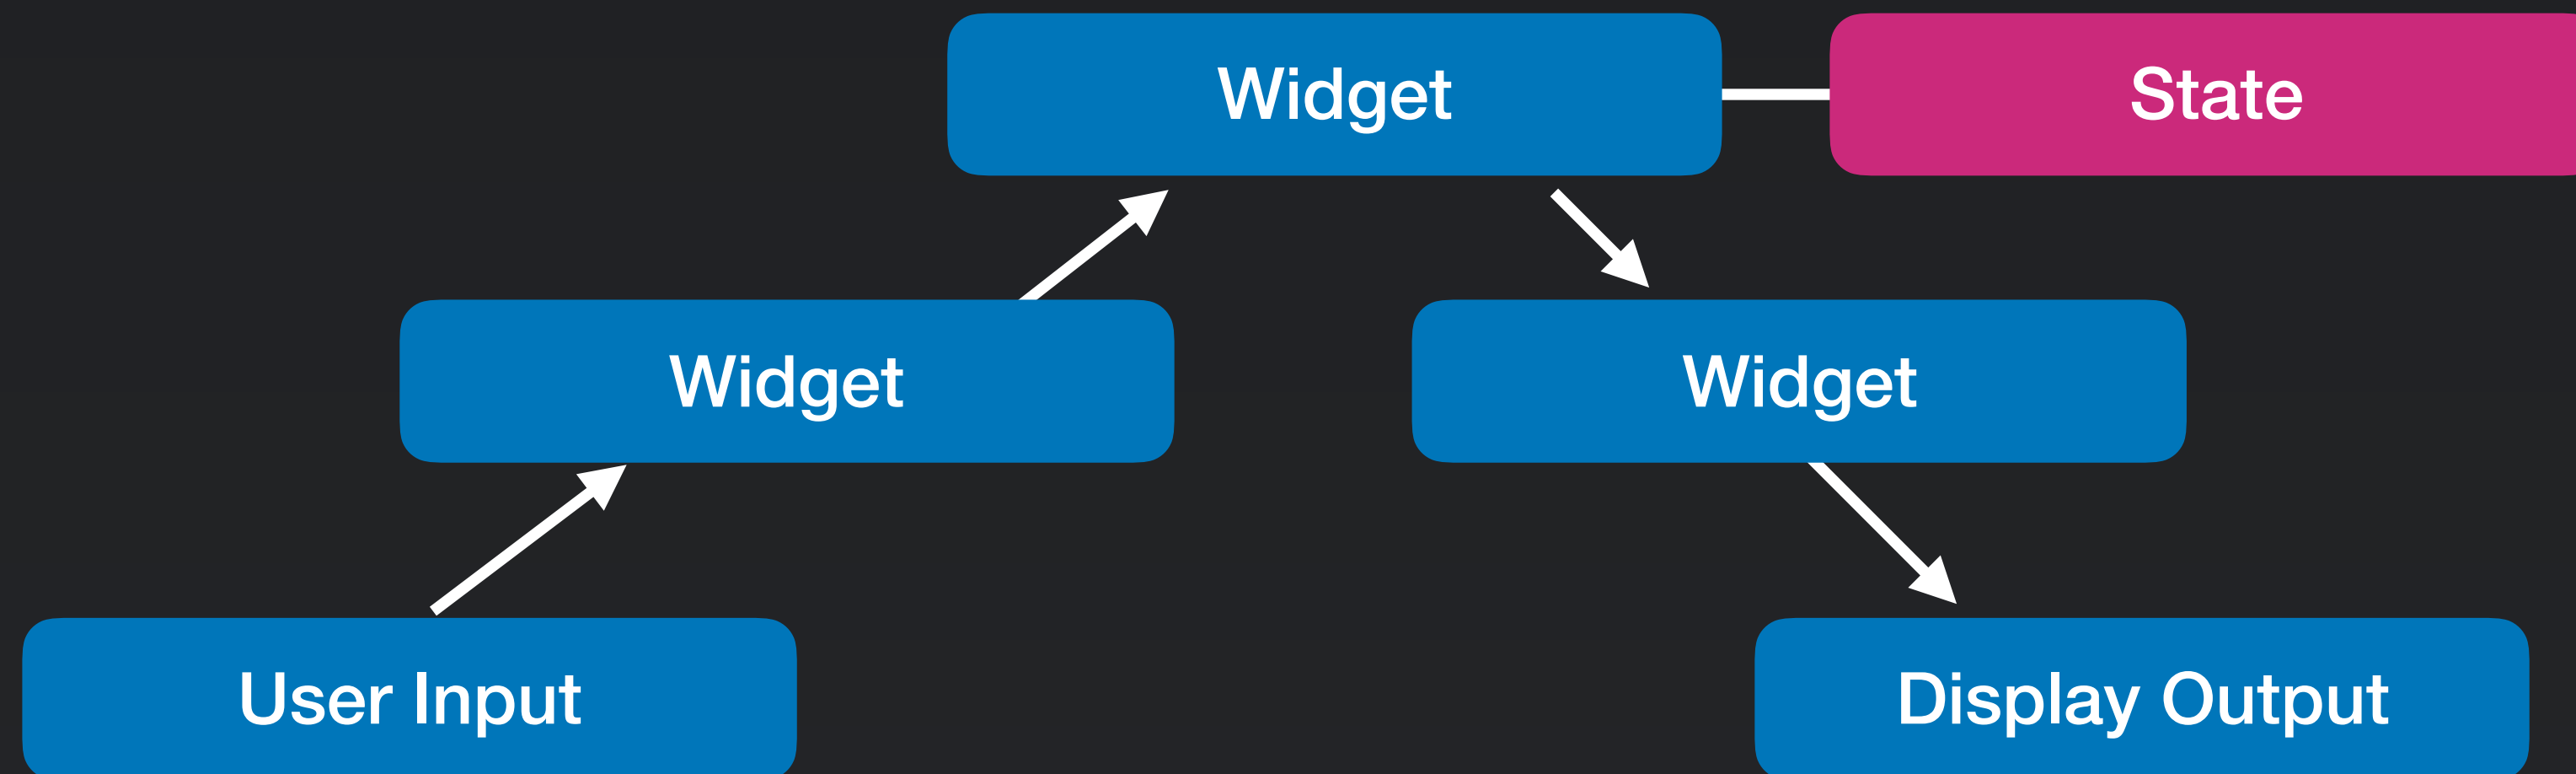 Widget
State
Widget
Widget
User Input
Display Output